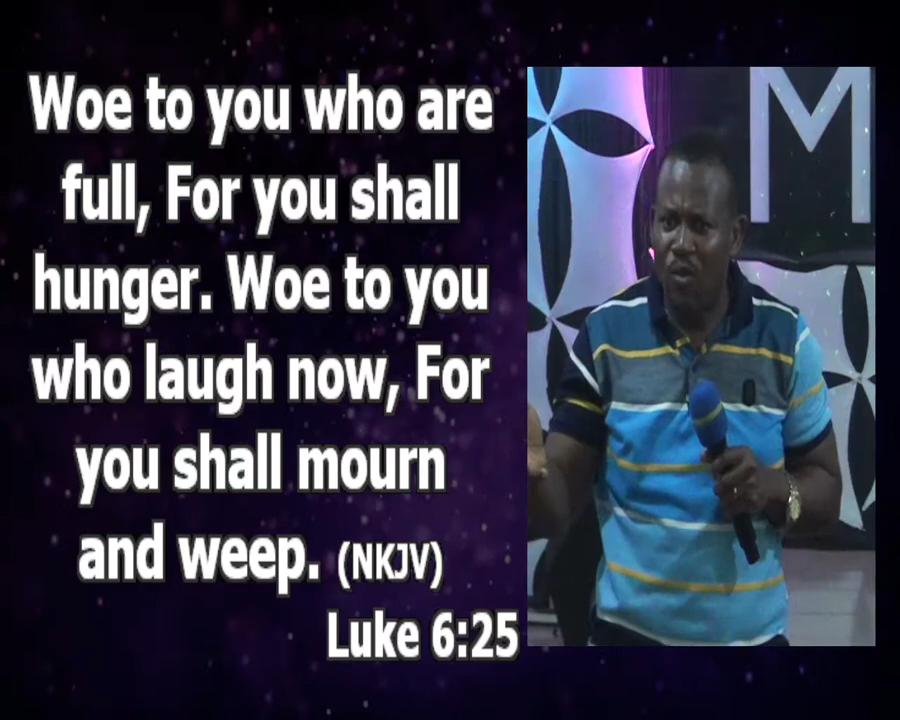 Woe to you who are
full, For you shall
hunger. Woe to you
who laugh now, For
you shall mourn
and weep. (NKJV)
Luke 6:25
M